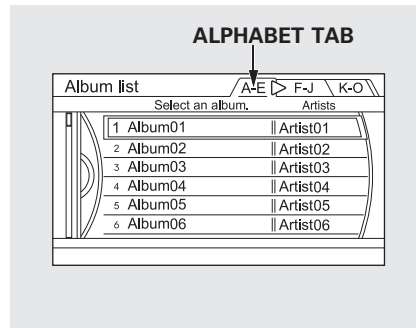 ALPHABET TAB
Album list A-E F-J K-O
Select an album. Artists
1 Album01 Artist01
2 Album02 Artist02
3 Album03 Artist03
4 Album04 Artist04
5 Album05 Artist05
6 Album06 Artist06